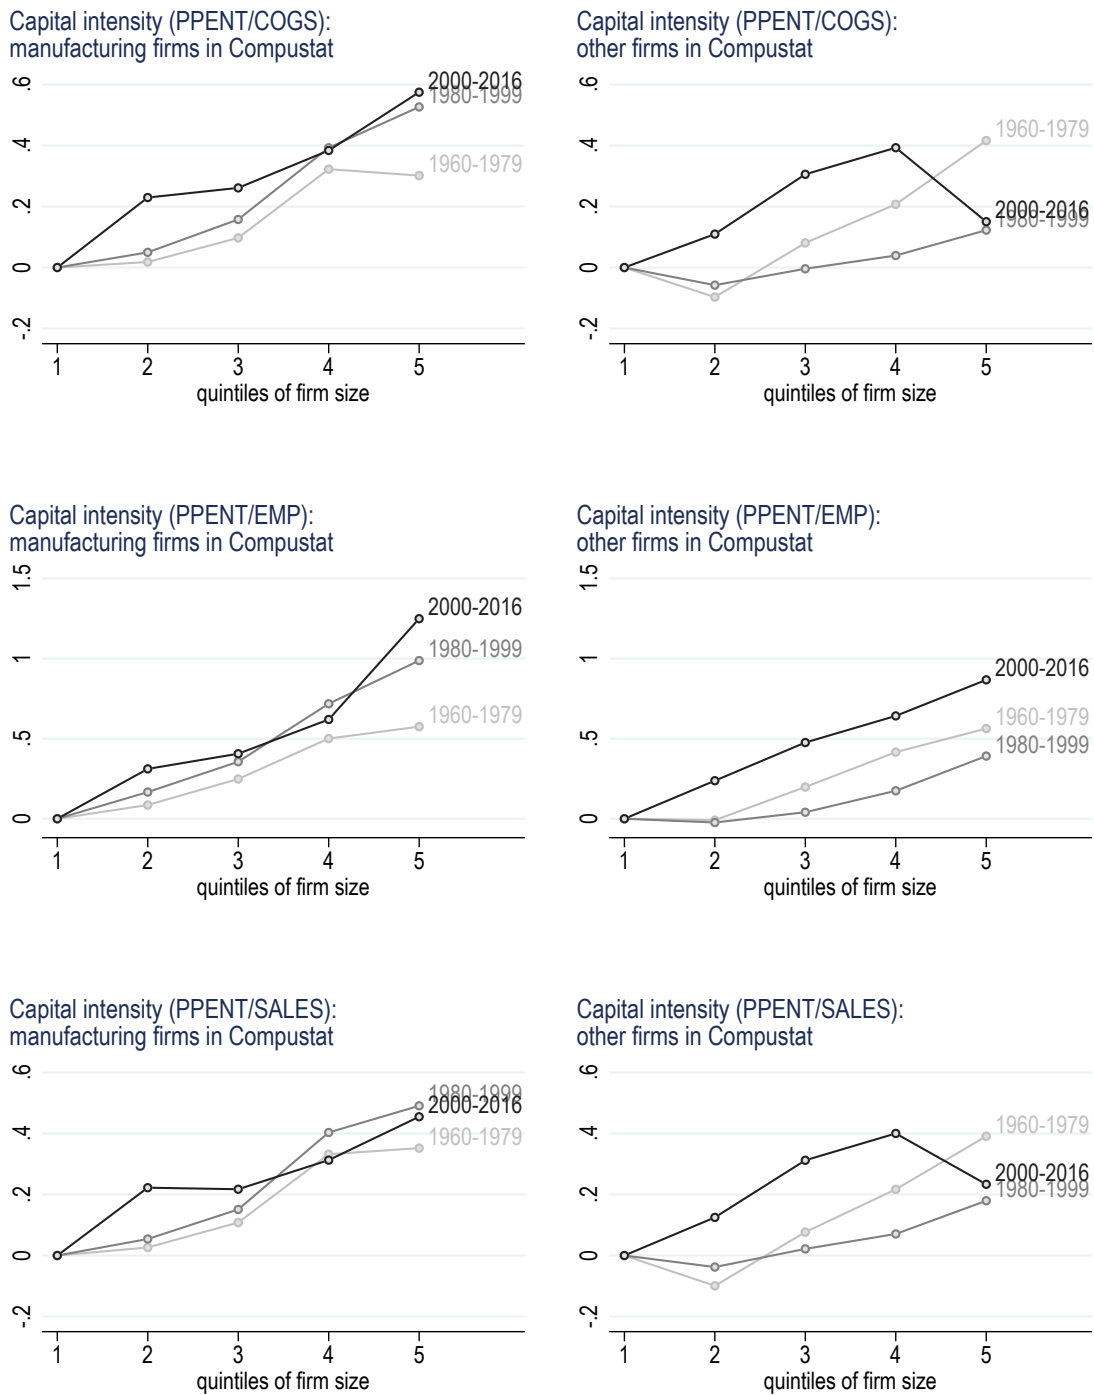 Capital intensity (PPENT/COGS):
manufacturing firms in Compustat
.6
.4
.2
0
-.2
2000-2016
1980-1999
1960-1979
1 2 3 4 5
quintiles of firm size
Capital intensity (PPENT/COGS):
other firms in Compustat
.6
.4
.2
0
-.2
1960-1979
2000-2016
1980-1999
1 2 3 4 5
quintiles of firm size
Capital intensity (PPENT/EMP):
manufacturing firms in Compustat
1.5
1
.5
0
2000-2016
1980-1999
1960-1979
1 2 3 4 5
quintiles of firm size
Capital intensity (PPENT/EMP):
other firms in Compustat
1.5
1
.5
0
2000-2016
1960-1979
1980-1999
1 2 3 4 5
quintiles of firm size
Capital intensity (PPENT/SALES):
manufacturing firms in Compustat
.6
.4
.2
0
-.2
1980-1999
2000-2016
1960-1979
1 2 3 4 5
quintiles of firm size
Capital intensity (PPENT/SALES):
other firms in Compustat
.6
.4
.2
0
-.2
1960-1979
2000-2016
1980-1999
1 2 3 4 5
quintiles of firm size